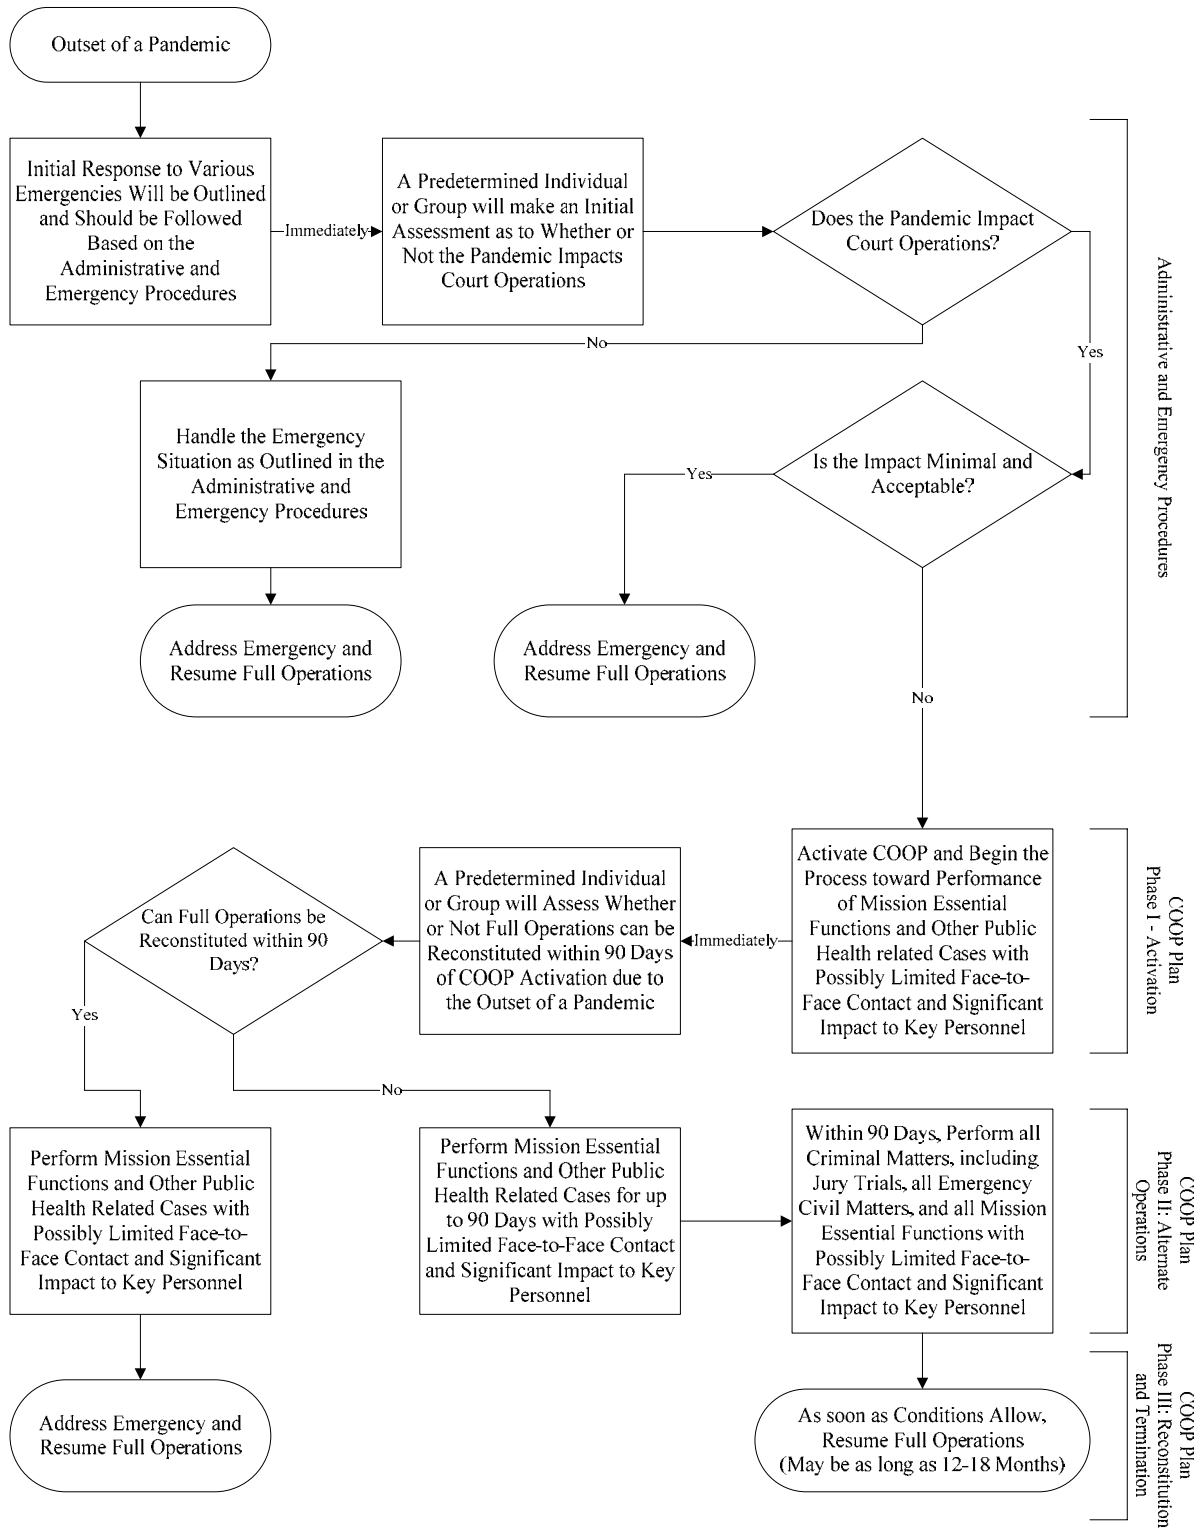 Outset of a Pandemic
Initial Response to Various
Emergencies Will be Outlined
and Should be Followed
Based on the
Administrative and
Emergency Procedures
Immediately
A Predetermined Individual
or Group will make an Initial
Assessment as to Whether or
Not the Pandemic Impacts
Court Operations
Does the Pandemic Impact
Court Operations?
Yes
No
Handle the Emergency
Situation as Outlined in the
Administrative and
Emergency Procedures
Is the Impact Minimal and
Acceptable?
Yes
Address Emergency and
Resume Full Operations
Address Emergency and
Resume Full Operations
No
Administrative and Emergency Procedures
Activate COOP and Begin the
Process toward Performance
of Mission Essential
Functions and Other Public
Health related Cases with
Possibly Limited Face-to-
Face Contact and Significant
Impact to Key Personnel
Immediately
A Predetermined Individual
or Group will Assess Whether
or Not Full Operations can be
Reconstituted within 90 Days
of COOP Activation due to
the Outset of a Pandemic
Can Full Operations be
Reconstituted within 90
Days?
COOP Plan
Phase I - Activation
Yes
No
Perform Mission Essential
Functions and Other Public
Health Related Cases with
Possibly Limited Face-to-
Face Contact and Significant
Impact to Key Personnel
Perform Mission Essential
Functions and Other Public
Health Related Cases for up
to 90 Days with Possibly
Limited Face-to-Face Contact
and Significant Impact to Key
Personnel
Within 90 Days, Perform all
Criminal Matters, including
Jury Trials, all Emergency
Civil Matters, and all Mission
Essential Functions with
Possibly Limited Face-to-
Face Contact and Significant
Impact to Key Personnel
COOP Plan
Phase II: Alternate
Operations
Address Emergency and
Resume Full Operations
As soon as Conditions Allow,
Resume Full Operations
(May be as long as 12-18 Months)
COOP Plan
Phase III: Reconstitution
and Termination